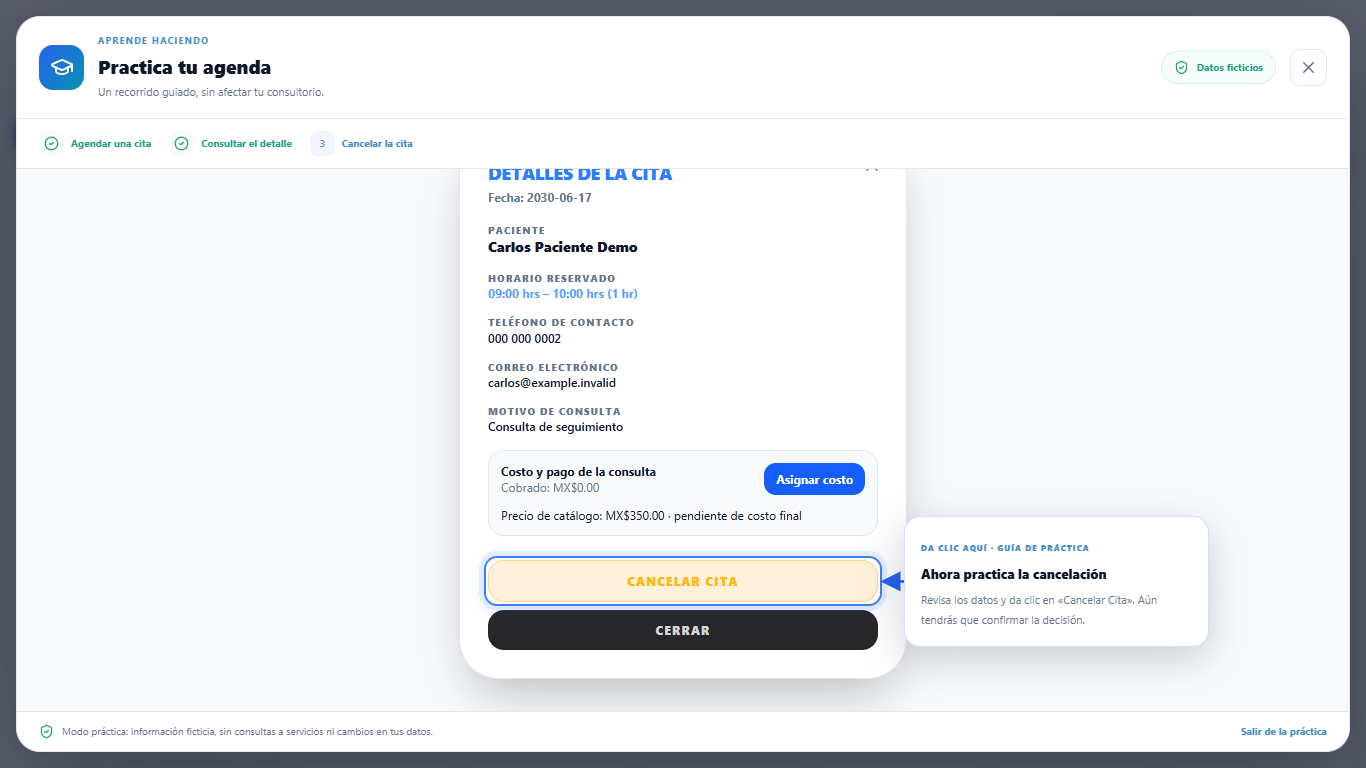 APRENDE HACIENDO
Practica tu agenda
Un recorrido guiado, sin afectar tu consultorio.
Datos ficticios
Agendar una cita
Consultar el detalle
3 Cancelar la cita
DETALLES DE LA CITA
Fecha: 2030-06-17
PACIENTE
Carlos Paciente Demo
HORARIO RESERVADO
09:00 hrs – 10:00 hrs (1 hr)
TELÉFONO DE CONTACTO
000 000 0002
CORREO ELECTRÓNICO
carlos@example.invalid
MOTIVO DE CONSULTA
Consulta de seguimiento
Costo y pago de la consulta
Cobrado: MX$0.00
Asignar costo
Precio de catálogo: MX$350.00 · pendiente de costo final
CANCELAR CITA
CERRAR
DA CLIC AQUÍ · GUÍA DE PRÁCTICA
Ahora practica la cancelación
Revisa los datos y da clic en «Cancelar Cita». Aún
tendrás que confirmar la decisión.
Modo práctica: información ficticia, sin consultas a servicios ni cambios en tus datos.
Salir de la práctica